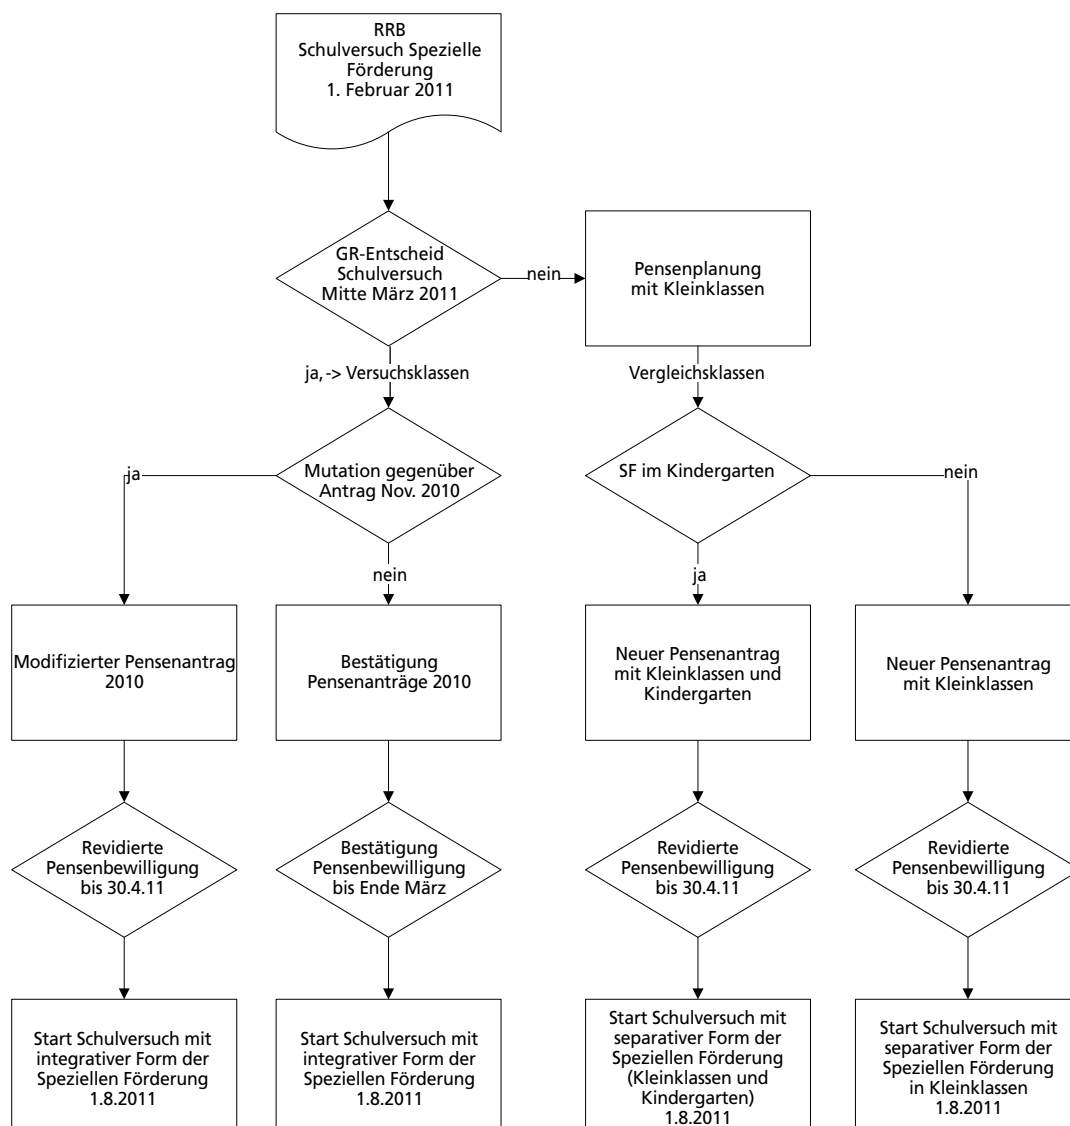 RRB
Schulversuch Spezielle
Förderung
1. Februar 2011
GR-Entscheid
Schulversuch
Mitte März 2011
nein
Pensenplanung
mit Kleinklassen
ja, -> Versuchsklassen
Vergleichsklassen
ja
Mutation gegenüber
Antrag Nov. 2010
SF im Kindergarten
nein
nein
ja
Modifizierter Pensenantrag
2010
Bestätigung
Pensenanträge 2010
Neuer Pensenantrag
mit Kleinklassen und
Kindergarten
Neuer Pensenantrag
mit Kleinklassen
Revidierte
Pensenbewilligung
bis 30.4.11
Bestätigung
Pensenbewilligung
bis Ende März
Revidierte
Pensenbewilligung
bis 30.4.11
Revidierte
Pensenbewilligung
bis 30.4.11
Start Schulversuch mit
integrativer Form der
Speziellen Förderung
1.8.2011
Start Schulversuch mit
integrativer Form der
Speziellen Förderung
1.8.2011
Start Schulversuch mit
separativer Form der
Speziellen Förderung
(Kleinklassen und
Kindergarten)
1.8.2011
Start Schulversuch mit
separativer Form der
Speziellen Förderung
in Kleinklassen
1.8.2011